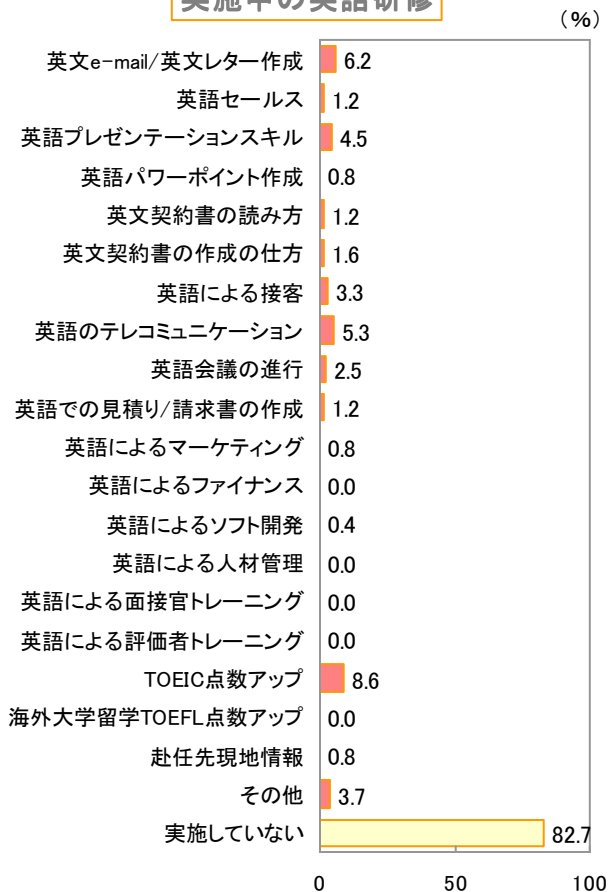 実施中の英語研修
(%)
英文e-mail/英文レター作成 6.2
英語セールス 1.2
英語プレゼンテーションスキル 4.5
英語パワーポイント作成 0.8
英文契約書の読み方 1.2
英文契約書の作成の仕方 1.6
英語による接客 3.3
英語のテレコミュニケーション 5.3
英語会議の進行 2.5
英語での見積り/請求書の作成 1.2
英語によるマーケティング 0.8
英語によるファイナンス 0.0
英語によるソフト開発 0.4
英語による人材管理 0.0
英語による面接官トレーニング 0.0
英語による評価者トレーニング 0.0
TOEIC点数アップ 8.6
海外大学留学TOEFL点数アップ 0.0
赴任先現地情報 0.8
その他 3.7
実施していない 82.7
0 50 100